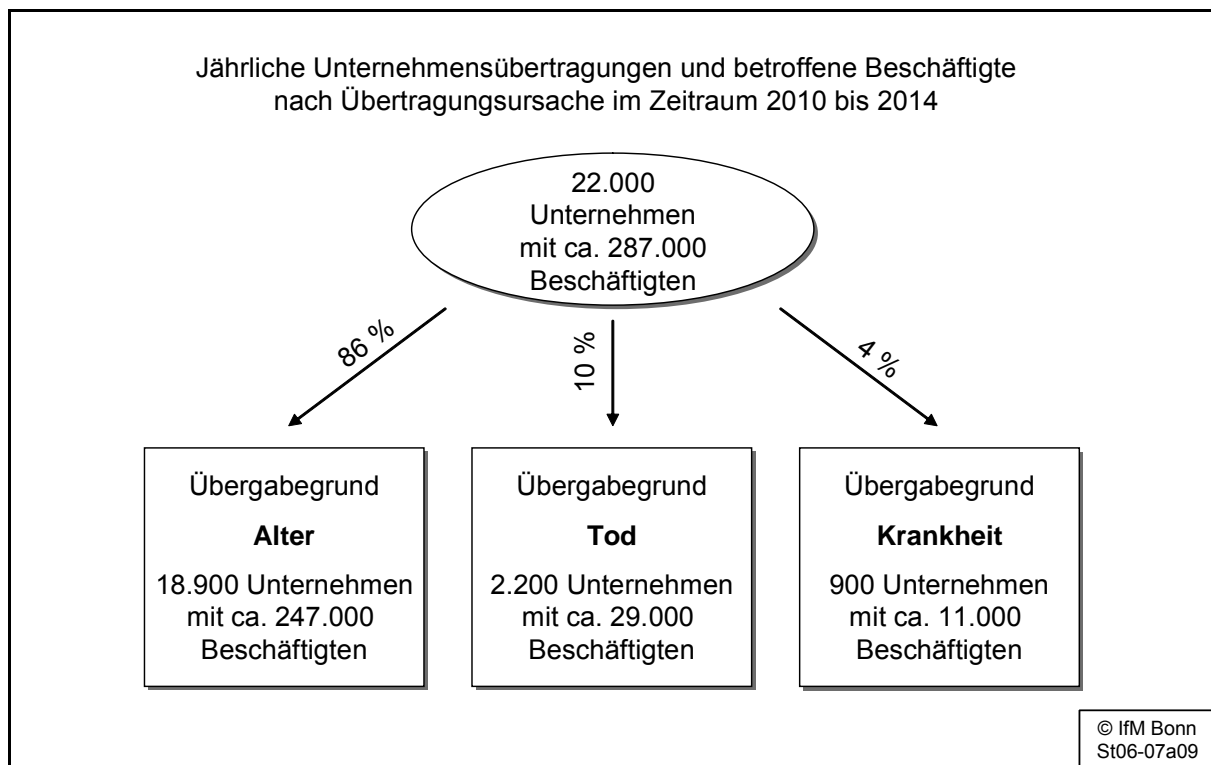 Jährliche Unternehmensübertragungen und betroffene Beschäftigte
nach Übertragungsursache im Zeitraum 2010 bis 2014
22.000
Unternehmen
mit ca. 287.000
Beschäftigten
86 %
10 %
4 %
Übergabegrund
Alter
18.900 Unternehmen
mit ca. 247.000
Beschäftigten
Übergabegrund
Tod
2.200 Unternehmen
mit ca. 29.000
Beschäftigten
Übergabegrund
Krankheit
900 Unternehmen
mit ca. 11.000
Beschäftigten
© IfM Bonn
St06-07a09